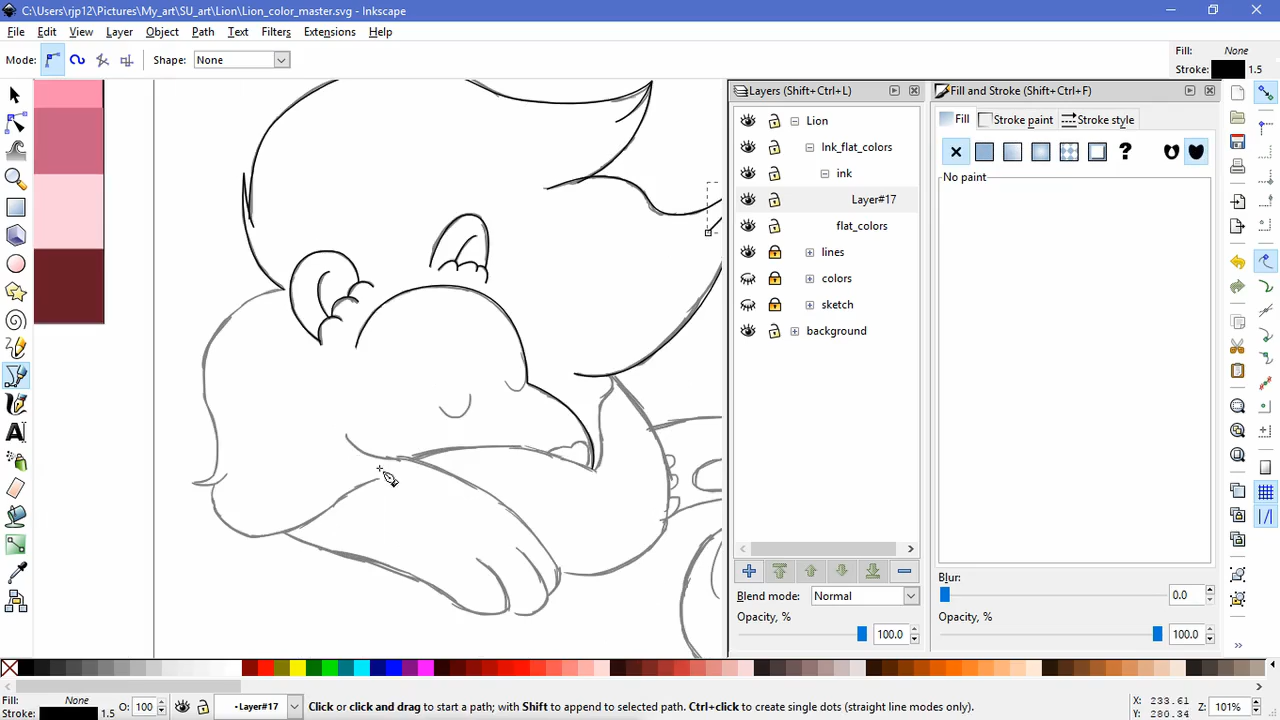 C:\Users\rjp12\Pictures\My_art\SU_art\Lion\Lion_color_master.svg - Inkscape
File Edit View Layer Object Path Text Filters Extensions Help
Mode: Shape: None
Fill: None
Stroke: 1.5
Layers (Shift+Ctrl+L)
Fill and Stroke (Shift+Ctrl+F)
Lion
Ink_flat_colors
ink
Layer#17
flat_colors
lines
colors
sketch
background
Fill Stroke paint Stroke style
No paint
Blend mode: Normal
Opacity, %
100.0
Blur:
0.0
Opacity, %
100.0
Fill: None
Stroke: 1.5
O: 100
•Layer#17
Click or click and drag to start a path; with Shift to append to selected path. Ctrl+click to create single dots (straight line modes only).
X: 233.61
Y: 280.34
Z: 101%